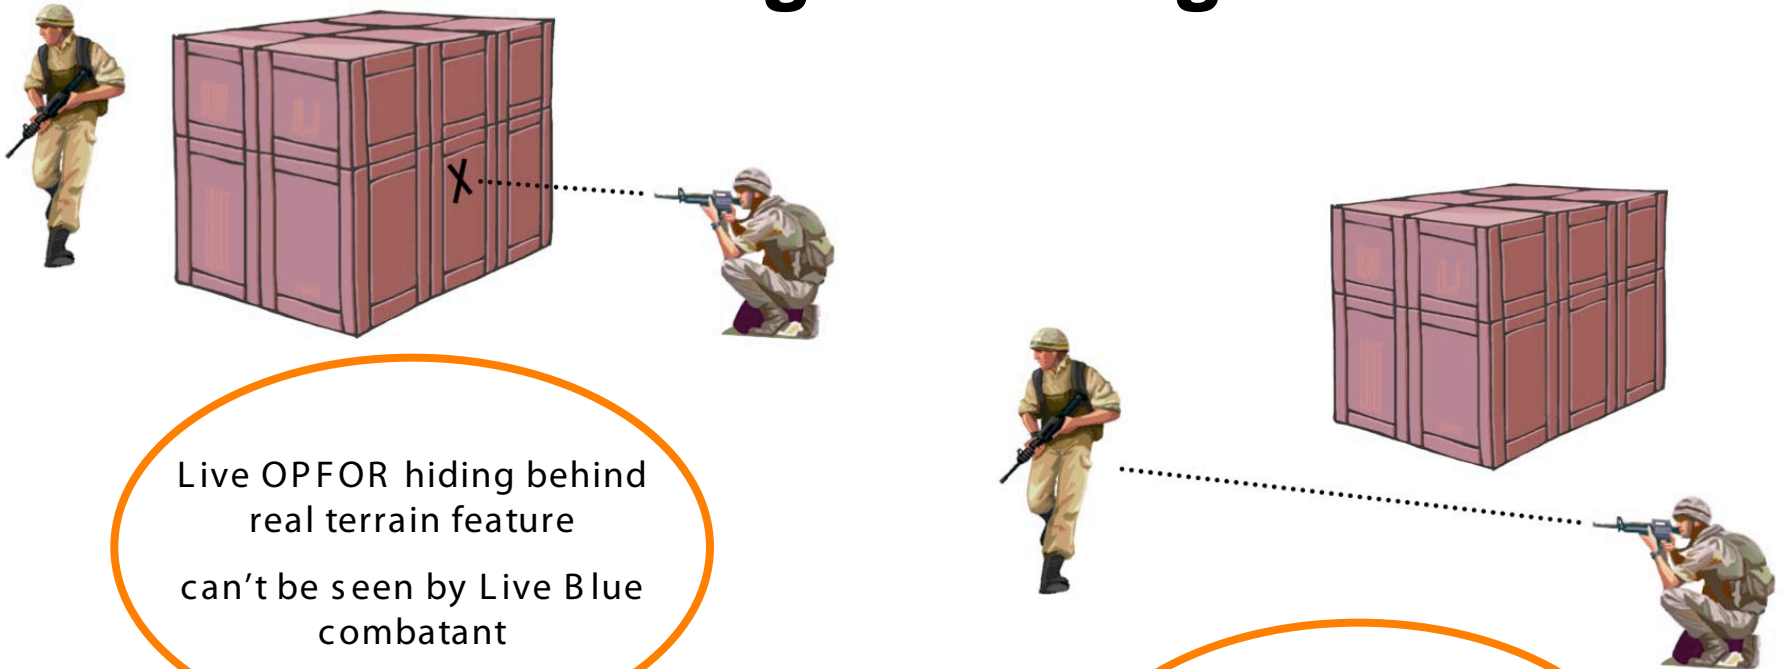 Live OPFOR hiding behind
real terrain feature
can't be seen by Live Blue
combatant